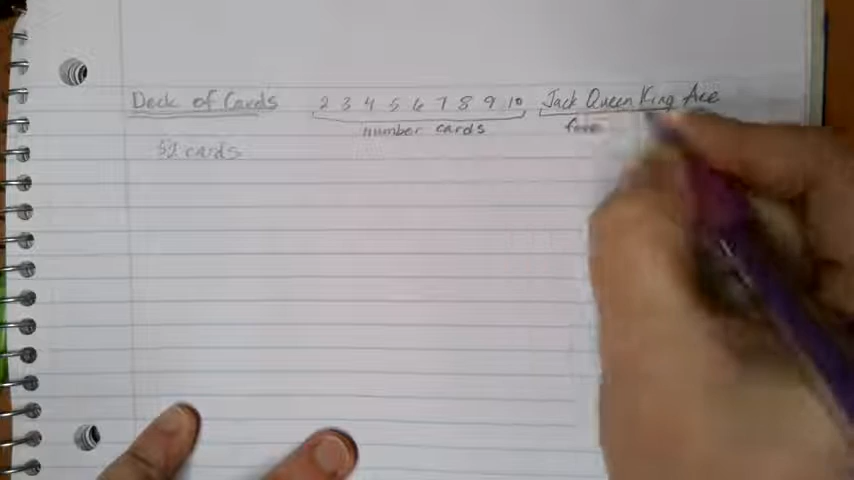 Deck of Cards 2 3 4 5 6 7 8 9 10 Jack Queen King Ace
number cards face
52 cards